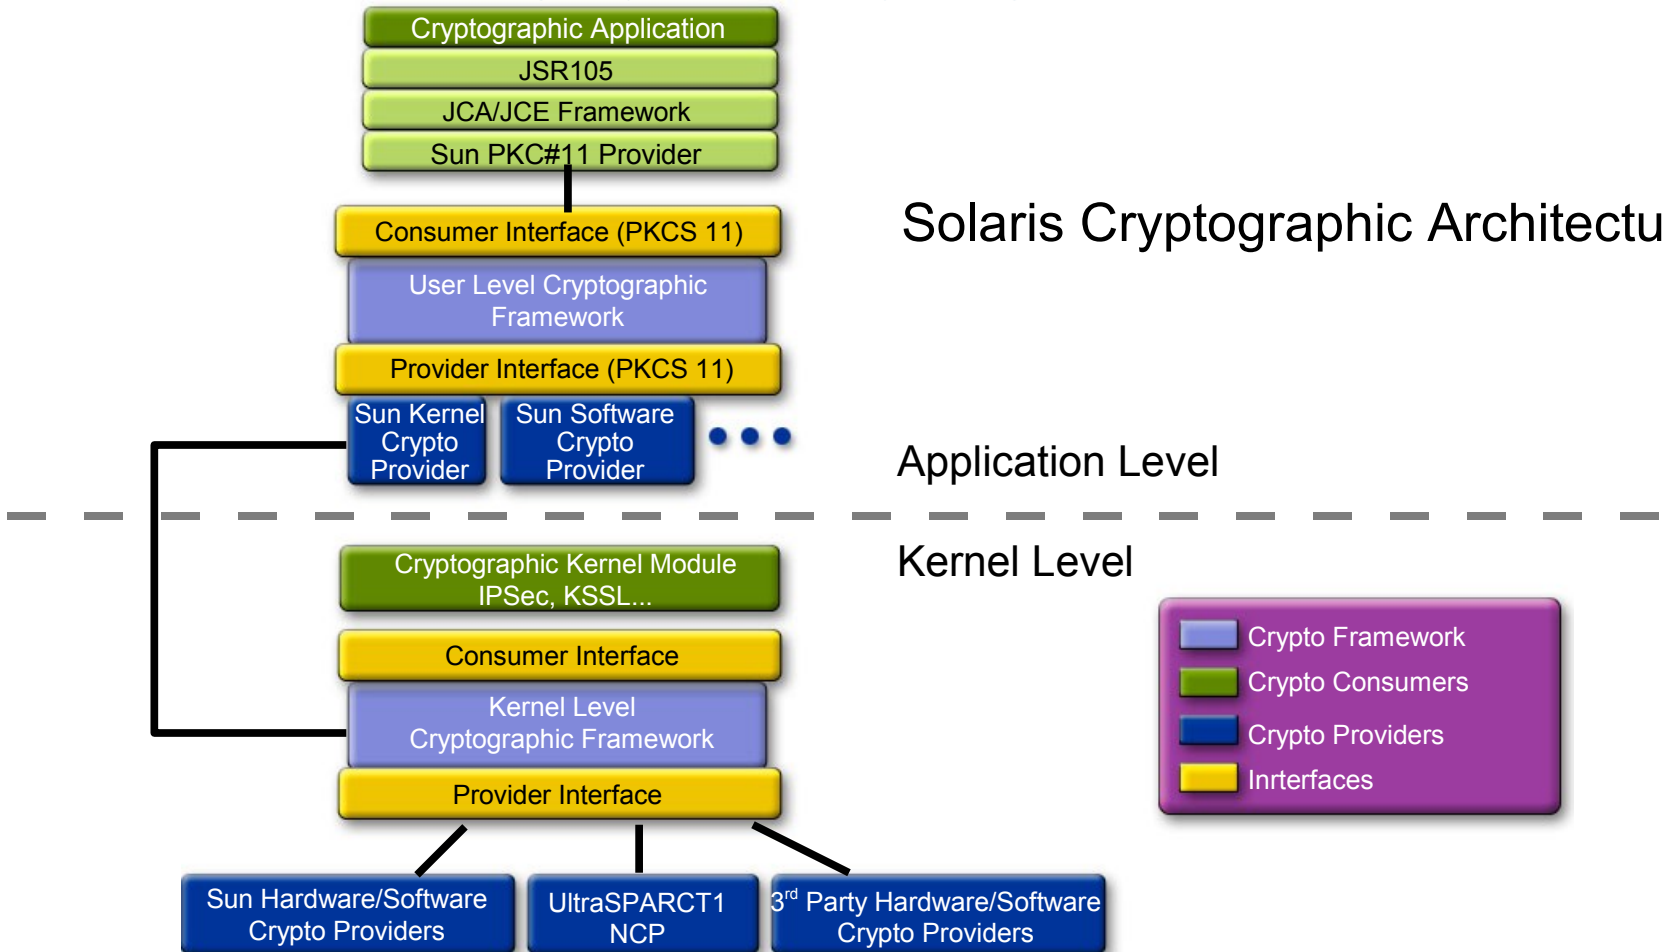 Cryptographic Application
JSR105
JCA/JCE Framework
Sun PKC#11 Provider
Consumer Interface (PKCS 11)
Solaris Cryptographic Architectu
User Level Cryptographic
Framework
Provider Interface (PKCS 11)
Sun Kernel
Crypto
Provider
Sun Software
Crypto
Provider
Application Level
Kernel Level
Cryptographic Kernel Module
IPSec, KSSL...
Consumer Interface
Kernel Level
Cryptographic Framework
Provider Interface
Crypto Framework
Crypto Consumers
Crypto Providers
Inrterfaces
Sun Hardware/Software
Crypto Providers
UltraSPARCT1
NCP
3rd Party Hardware/Software
Crypto Providers